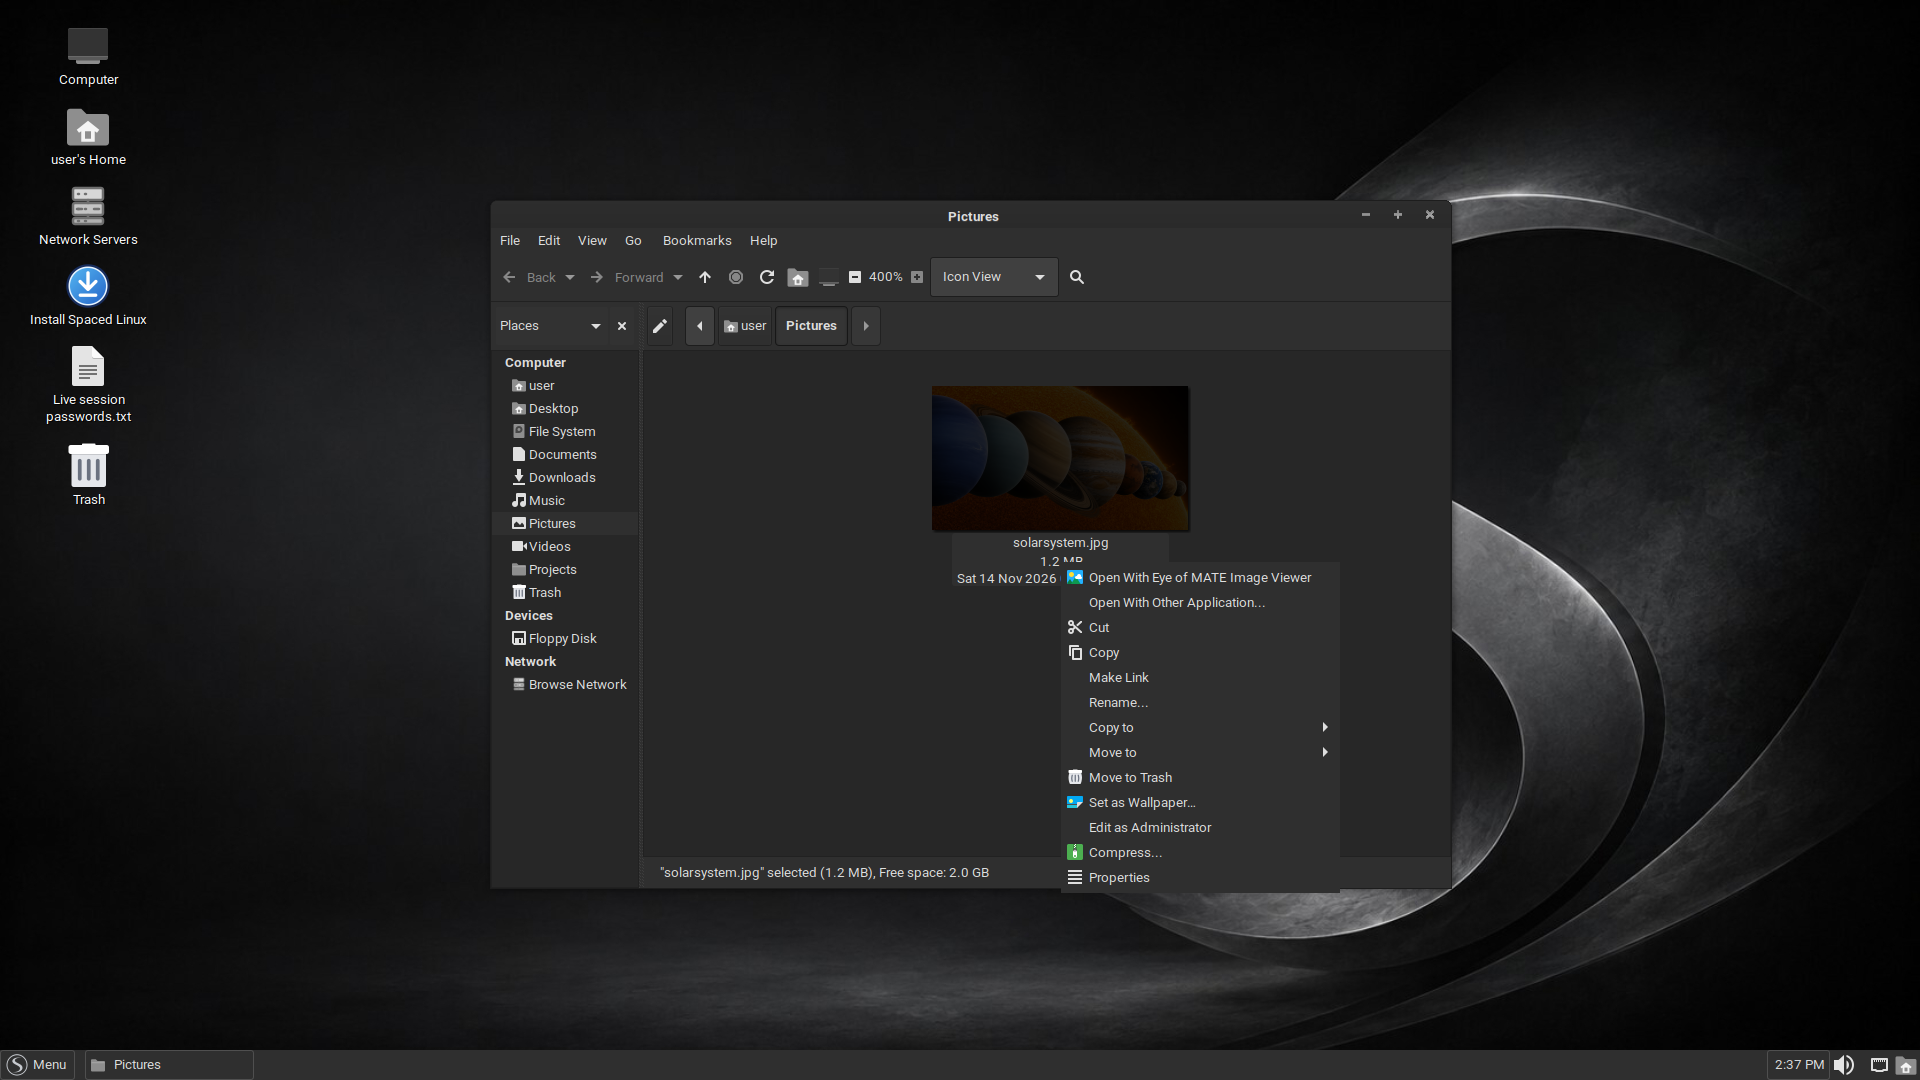 Computer
user's Home
Network Servers
Install Spaced Linux
Live session
passwords.txt
Trash
Pictures
File Edit View Go Bookmarks Help
Back Forward 400% Icon View
Places user Pictures
Computer
user
Desktop
File System
Documents
Downloads
Music
Pictures
Videos
Projects
Trash
Devices
Floppy Disk
Network
Browse Network
solarsystem.jpg
1.2 MB
Sat 14 Nov 2026
Open With Eye of MATE Image Viewer
Open With Other Application...
Cut
Copy
Make Link
Rename...
Copy to
Move to
Move to Trash
Set as Wallpaper...
Edit as Administrator
Compress...
Properties
"solarsystem.jpg" selected (1.2 MB), Free space: 2.0 GB
Menu Pictures 2:37 PM